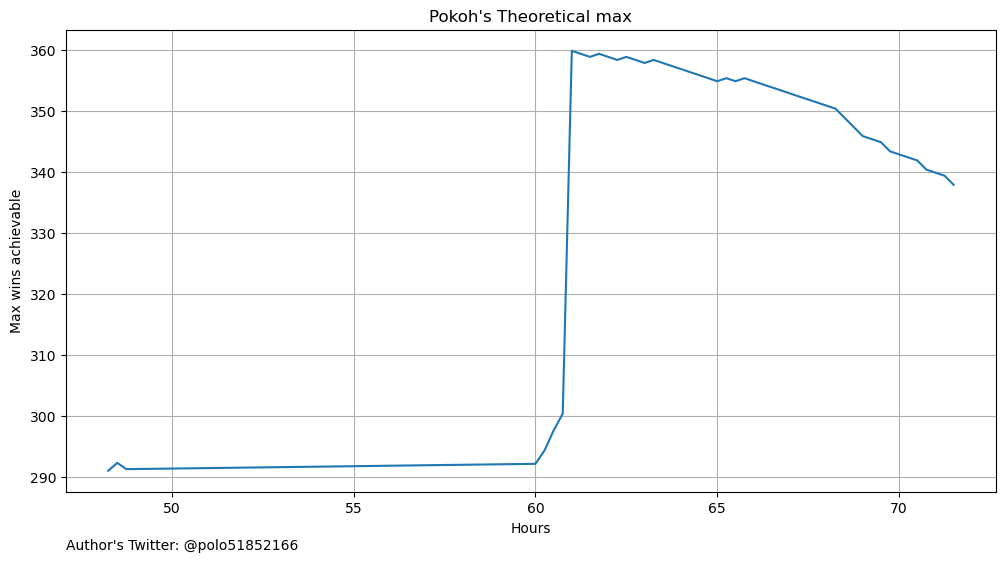 Pokoh's Theoretical max
Max wins achievable
360
350
340
330
320
310
300
290
50 55 60 65 70
Hours
Author's Twitter: @polo51852166